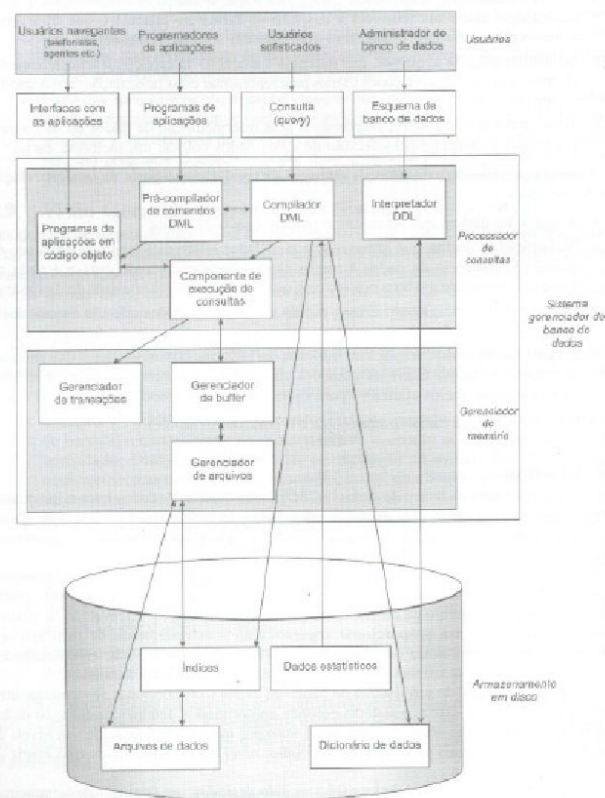 Usuários navegantes
(telefonistas,
agentes etc.)
Programadores
de aplicações
Usuários
sofisticados
Administrador de
banco de dados
Usuários
Interfaces com
as aplicações
Programas de
aplicações
Consulta
(query)
Esquema de
banco de dados
Programas de
aplicações em
código objeto
Pré-compilador
de comandos
DML
Compilador
DML
Interpretador
DDL
Processador
de
consultas
Componente de
execução de
consultas
Sistema
gerenciador de
banco de
dados
Gerenciador
de transações
Gerenciador
de buffer
Gerenciador
de
memória
Gerenciador
de arquivos
Índices
Dados estatísticos
Armazenamento
em disco
Arquivos de dados
Dicionário de dados